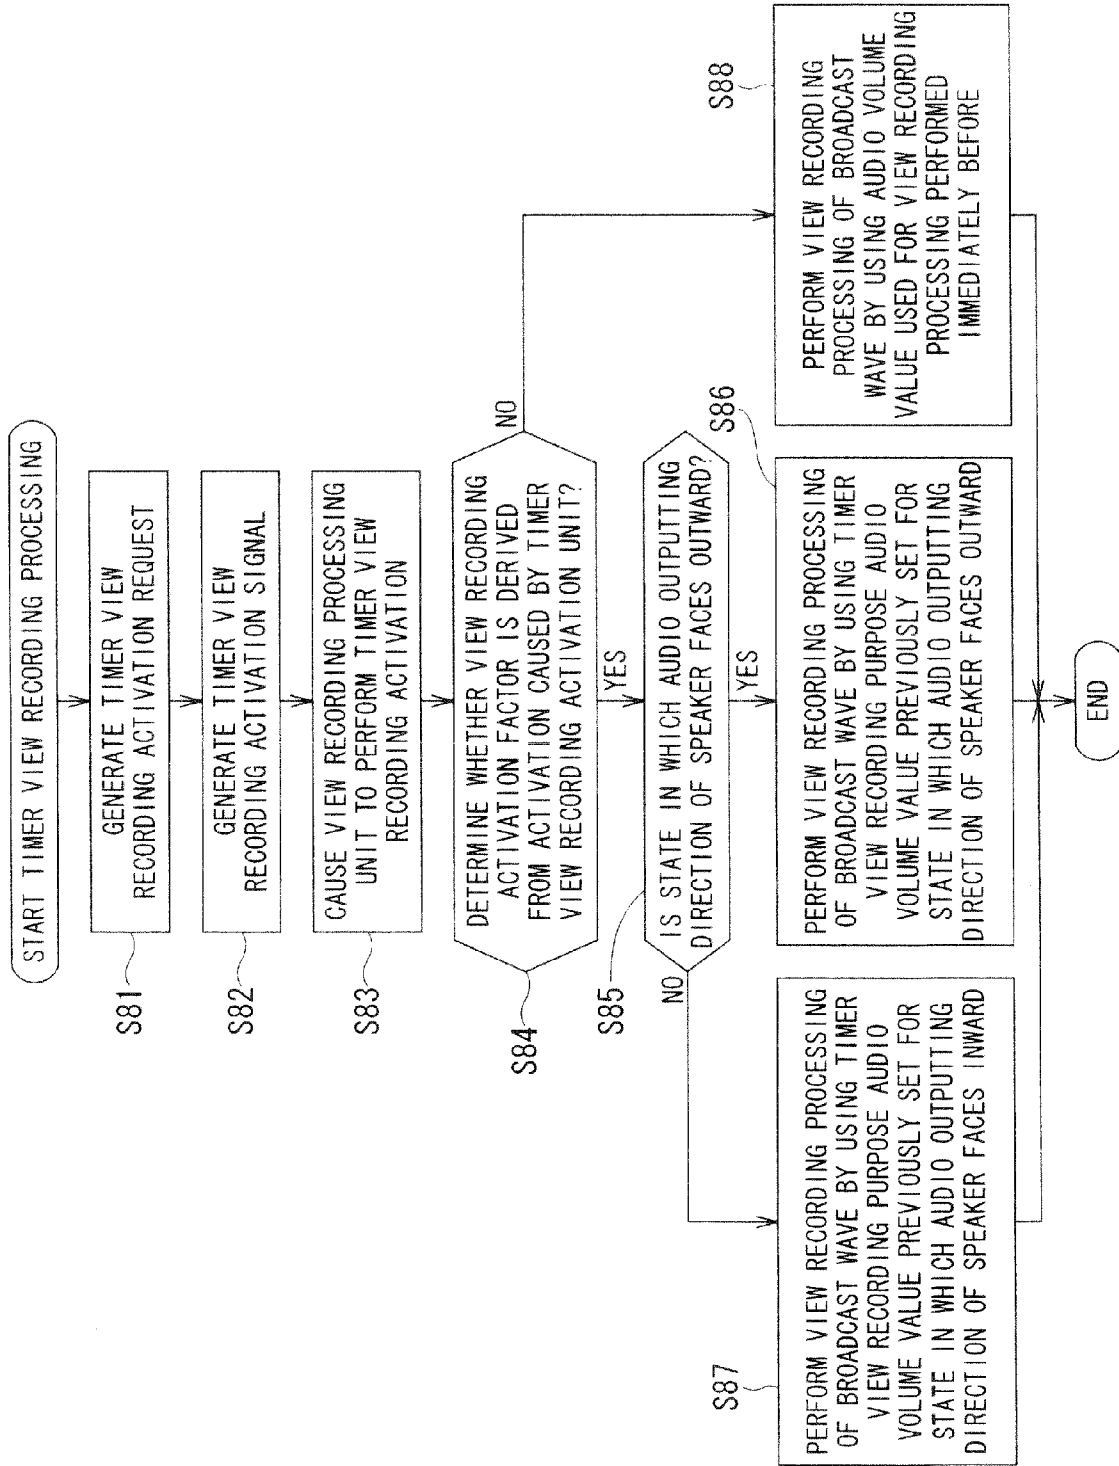 START TIMER VIEW RECORDING PROCESSING
GENERATE TIMER VIEW
RECORDING ACTIVATION REQUEST
S81
GENERATE TIMER VIEW
RECORDING ACTIVATION SIGNAL
S82
CAUSE VIEW RECORDING PROCESSING
UNIT TO PERFORM TIMER VIEW
RECORDING ACTIVATION
S83
DETERMINE WHETHER VIEW RECORDING
ACTIVATION FACTOR IS DERIVED
FROM ACTIVATION CAUSED BY TIMER
VIEW RECORDING ACTIVATION UNIT?
S84
NO
YES
S85
IS STATE IN WHICH AUDIO OUTPUTTING
DIRECTION OF SPEAKER FACES OUTWARD?
NO
YES
S87
PERFORM VIEW RECORDING PROCESSING
OF BROADCAST WAVE BY USING TIMER
VIEW RECORDING PURPOSE AUDIO
VOLUME VALUE PREVIOUSLY SET FOR
STATE IN WHICH AUDIO OUTPUTTING
DIRECTION OF SPEAKER FACES INWARD
S86
PERFORM VIEW RECORDING PROCESSING
OF BROADCAST WAVE BY USING TIMER
VIEW RECORDING PURPOSE AUDIO
VOLUME VALUE PREVIOUSLY SET FOR
STATE IN WHICH AUDIO OUTPUTTING
DIRECTION OF SPEAKER FACES OUTWARD
S88
PERFORM VIEW RECORDING
PROCESSING OF BROADCAST
WAVE BY USING AUDIO VOLUME
VALUE USED FOR VIEW RECORDING
PROCESSING PERFORMED
IMMEDIATELY BEFORE
END